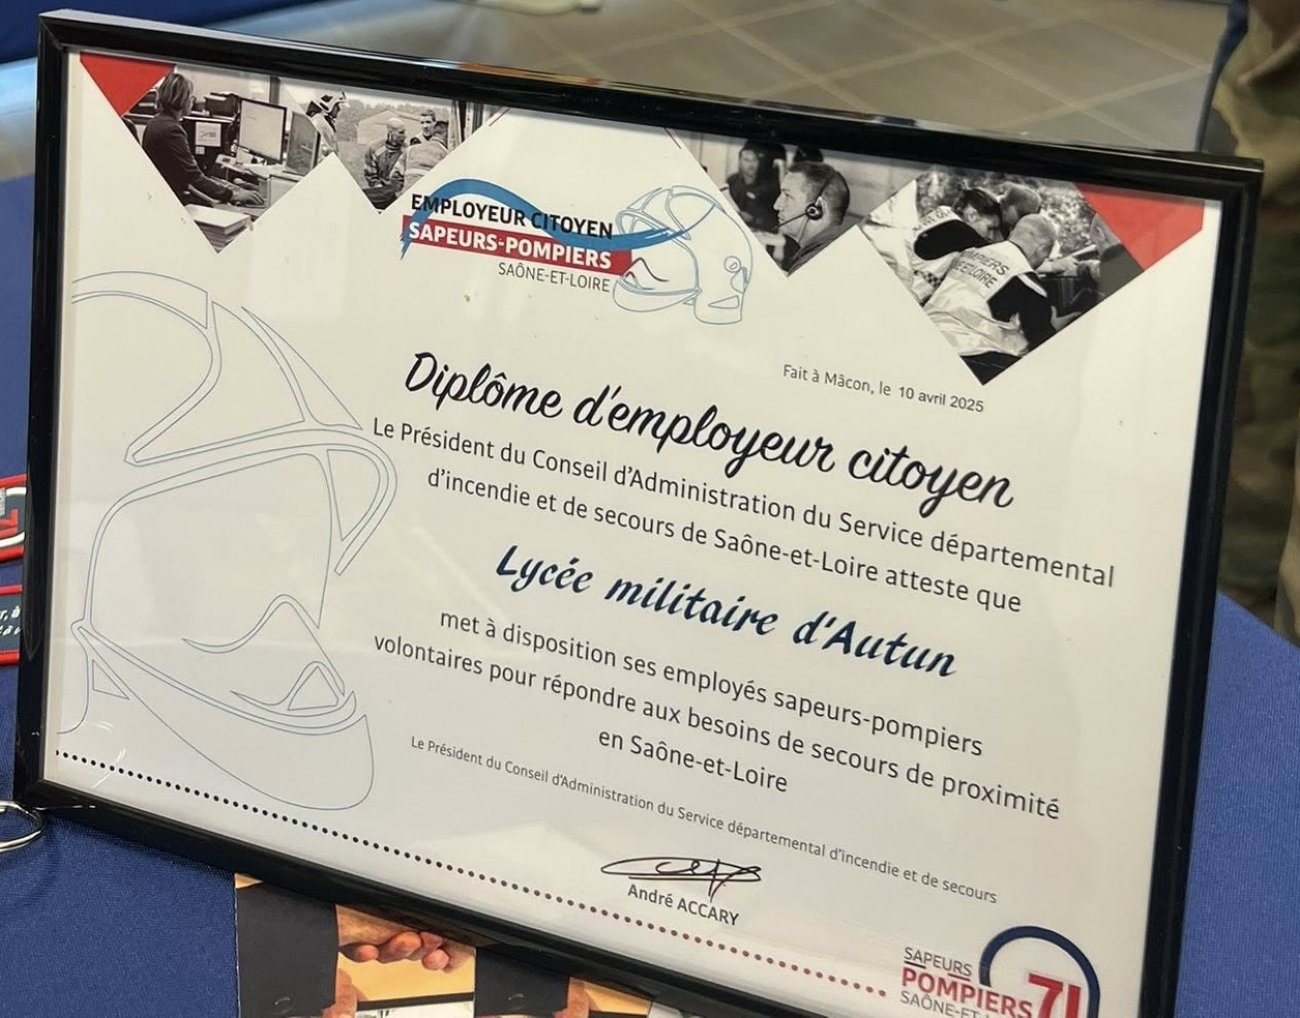 EMPLOYEUR CITOYEN
SAPEURS-POMPIERS
SAÔNE-ET-LOIRE
Fait à Mâcon, le 10 avril 2025
Diplôme d'employeur citoyen
Le Président du Conseil d'Administration du Service départemental
d'incendie et de secours de Saône-et-Loire atteste que
Lycée militaire d'Autun
met à disposition ses employés sapeurs-pompiers
volontaires pour répondre aux besoins de secours de proximité
en Saône-et-Loire
Le Président du Conseil d'Administration du Service départemental d'incendie et de secours
André ACCARY
SAPEURS
POMPIERS 71
SAÔNE-ET-